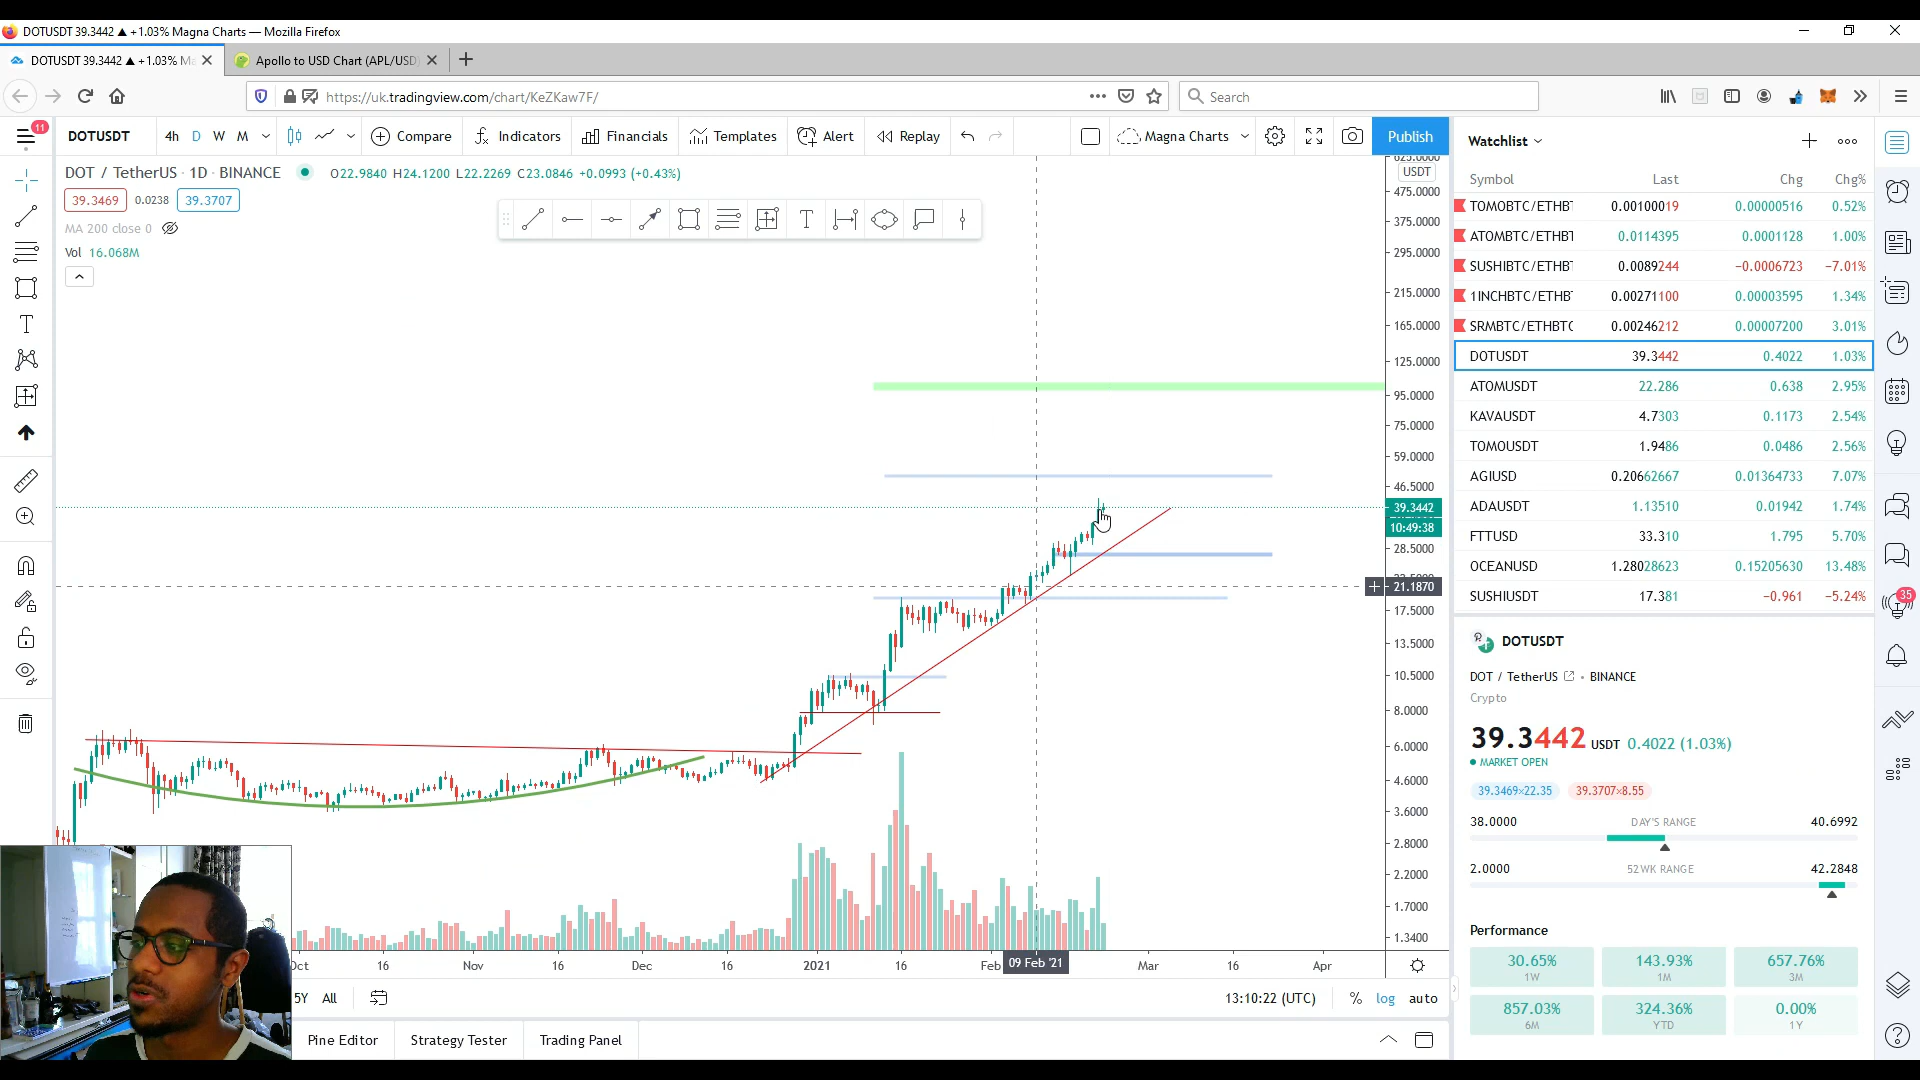 DOTUSDT 39.3442 ▲ +1.03% Magna Charts — Mozilla Firefox
DOTUSDT 39.3442 ▲ +1.03% Ma
Apollo to USD Chart (APL/USD)
https://uk.tradingview.com/chart/KeZKaw7F/
Search
11
DOTUSDT
4h
D
W
M
Compare
Indicators
Financials
Templates
Alert
Replay
Magna Charts
Publish
DOT / TetherUS · 1D · BINANCE
O22.9840 H24.1200 L22.2269 C23.0846 +0.0993 (+0.43%)
39.3469
0.0238
39.3707
MA 200 close 0
Vol 16.068M
T
T
625.0000
USDT
475.0000
375.0000
295.0000
215.0000
165.0000
125.0000
95.0000
75.0000
59.0000
46.5000
39.3442
10:49:38
28.5000
21.1870
17.5000
13.5000
10.5000
8.0000
6.0000
4.6000
3.6000
2.8000
2.2000
1.7000
1.3400
Oct
16
Nov
16
Dec
16
2021
16
Feb
09 Feb '21
Mar
16
Apr
5Y
All
13:10:22 (UTC)
%
log
auto
Pine Editor
Strategy Tester
Trading Panel
Watchlist
Symbol Last Chg Chg%
TOMOBTC/ETHBT 0.00100019 0.00000516 0.52%
ATOMBTC/ETHBT 0.0114395 0.0001128 1.00%
SUSHIBTC/ETHBT 0.0089244 −0.0006723 −7.01%
1INCHBTC/ETHB 0.00271100 0.00003595 1.34%
SRMBTC/ETHBTC 0.00246212 0.00007200 3.01%
DOTUSDT 39.3442 0.4022 1.03%
ATOMUSDT 22.286 0.638 2.95%
KAVAUSDT 4.7303 0.1173 2.54%
TOMOUSDT 1.9486 0.0486 2.56%
AGIUSD 0.20662667 0.01364733 7.07%
ADAUSDT 1.13510 0.01942 1.74%
FTTUSD 33.310 1.795 5.70%
OCEANUSD 1.28028623 0.15205630 13.48%
SUSHIUSDT 17.381 −0.961 −5.24%
35
DOTUSDT
DOT / TetherUS • BINANCE
Crypto
39.3442 USDT 0.4022 (1.03%)
MARKET OPEN
39.3469×22.35
39.3707×8.55
38.0000 DAY'S RANGE 40.6992
2.0000 52WK RANGE 42.2848
Performance
30.65% 143.93% 657.76%
1W 1M 3M
857.03% 324.36% 0.00%
6M YTD 1Y